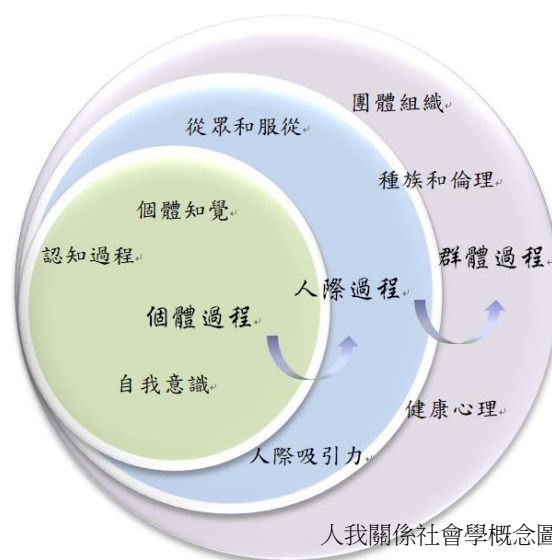 團體組織
從眾和服從
種族和倫理
個體知覺
認知過程
群體過程
人際過程
個體過程
自我意識
健康心理
人際吸引力
人我關係社會學概念圖